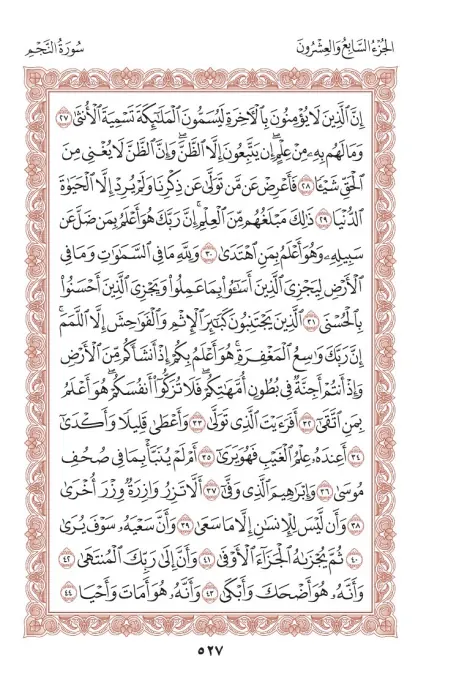 الجُزْءُ السَّابِعُ وَالعِشْرُونَ
سُورَةُ النَّجْمِ
إِنَّ ٱلَّذِينَ لَا يُؤْمِنُونَ بِٱلْأَخِرَةِ لَيُسَمُّونَ ٱلْمَلَٰٓئِكَةَ تَسْمِيَةَ ٱلْأُنثَىٰ ٢٧
وَمَا لَهُم بِهِۦ مِنْ عِلْمٍۖ إِن يَتَّبِعُونَ إِلَّا ٱلظَّنَّۖ وَإِنَّ ٱلظَّنَّ لَا يُغْنِى مِنَ
ٱلْحَقِّ شَيْـًٔا ٢٨ فَأَعْرِضْ عَن مَّن تَوَلَّىٰ عَن ذِكْرِنَا وَلَمْ يُرِدْ إِلَّا ٱلْحَيَوٰةَ
ٱلدُّنْيَا ٢٩ ذَٰلِكَ مَبْلَغُهُم مِّنَ ٱلْعِلْمِۚ إِنَّ رَبَّكَ هُوَ أَعْلَمُ بِمَن ضَلَّ عَن
سَبِيلِهِۦ وَهُوَ أَعْلَمُ بِمَنِ ٱهْتَدَىٰ ٣٠ وَلِلَّهِ مَا فِى ٱلسَّمَٰوَٰتِ وَمَا فِى
ٱلْأَرْضِ لِيَجْزِىَ ٱلَّذِينَ أَسَٰٓـُٔوا۟ بِمَا عَمِلُوا۟ وَيَجْزِىَ ٱلَّذِينَ أَحْسَنُوا۟
بِٱلْحُسْنَى ٣١ ٱلَّذِينَ يَجْتَنِبُونَ كَبَٰٓئِرَ ٱلْإِثْمِ وَٱلْفَوَٰحِشَ إِلَّا ٱللَّمَمَۚ
إِنَّ رَبَّكَ وَٰسِعُ ٱلْمَغْفِرَةِۚ هُوَ أَعْلَمُ بِكُمْ إِذْ أَنشَأَكُم مِّنَ ٱلْأَرْضِ
وَإِذْ أَنتُمْ أَجِنَّةٌ فِى بُطُونِ أُمَّهَٰتِكُمْۖ فَلَا تُزَكُّوٓا۟ أَنفُسَكُمْۖ هُوَ أَعْلَمُ
بِمَنِ ٱتَّقَىٰٓ ٣٢ أَفَرَءَيْتَ ٱلَّذِى تَوَلَّىٰ ٣٣ وَأَعْطَىٰ قَلِيلًا وَأَكْدَىٰٓ
٣٤ أَعِندَهُۥ عِلْمُ ٱلْغَيْبِ فَهُوَ يَرَىٰٓ ٣٥ أَمْ لَمْ يُنَبَّأْ بِمَا فِى صُحُفِ
مُوسَىٰ ٣٦ وَإِبْرَٰهِيمَ ٱلَّذِى وَفَّىٰٓ ٣٧ أَلَّا تَزِرُ وَازِرَةٌ وِزْرَ أُخْرَىٰ
٣٨ وَأَن لَّيْسَ لِلْإِنسَٰنِ إِلَّا مَا سَعَىٰ ٣٩ وَأَنَّ سَعْيَهُۥ سَوْفَ يُرَىٰ
٤٠ ثُمَّ يُجْزَىٰهُ ٱلْجَزَآءَ ٱلْأَوْفَىٰ ٤١ وَأَنَّ إِلَىٰ رَبِّكَ ٱلْمُنتَهَىٰ ٤٢
وَأَنَّهُۥ هُوَ أَضْحَكَ وَأَبْكَىٰ ٤٣ وَأَنَّهُۥ هُوَ أَمَاتَ وَأَحْيَا ٤٤
٥٢٧